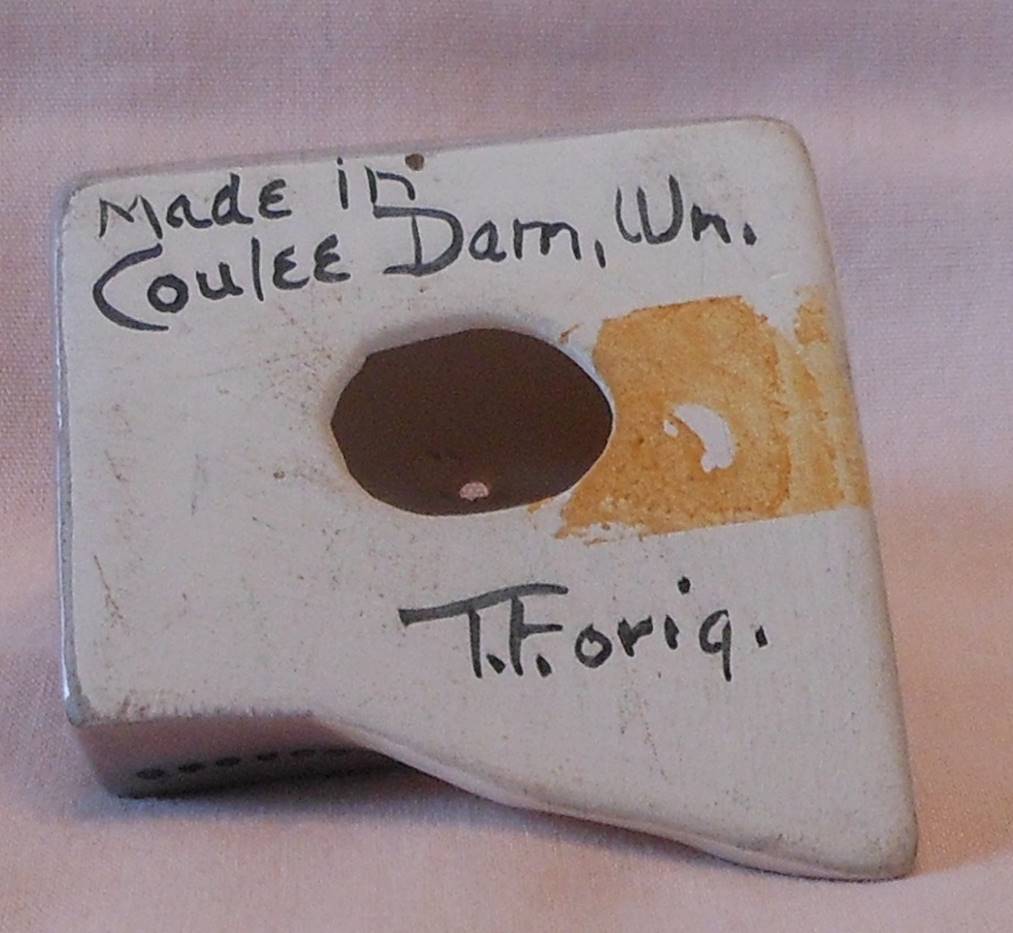 Made in
Coulee Dam, Wn.
T.F. orig.